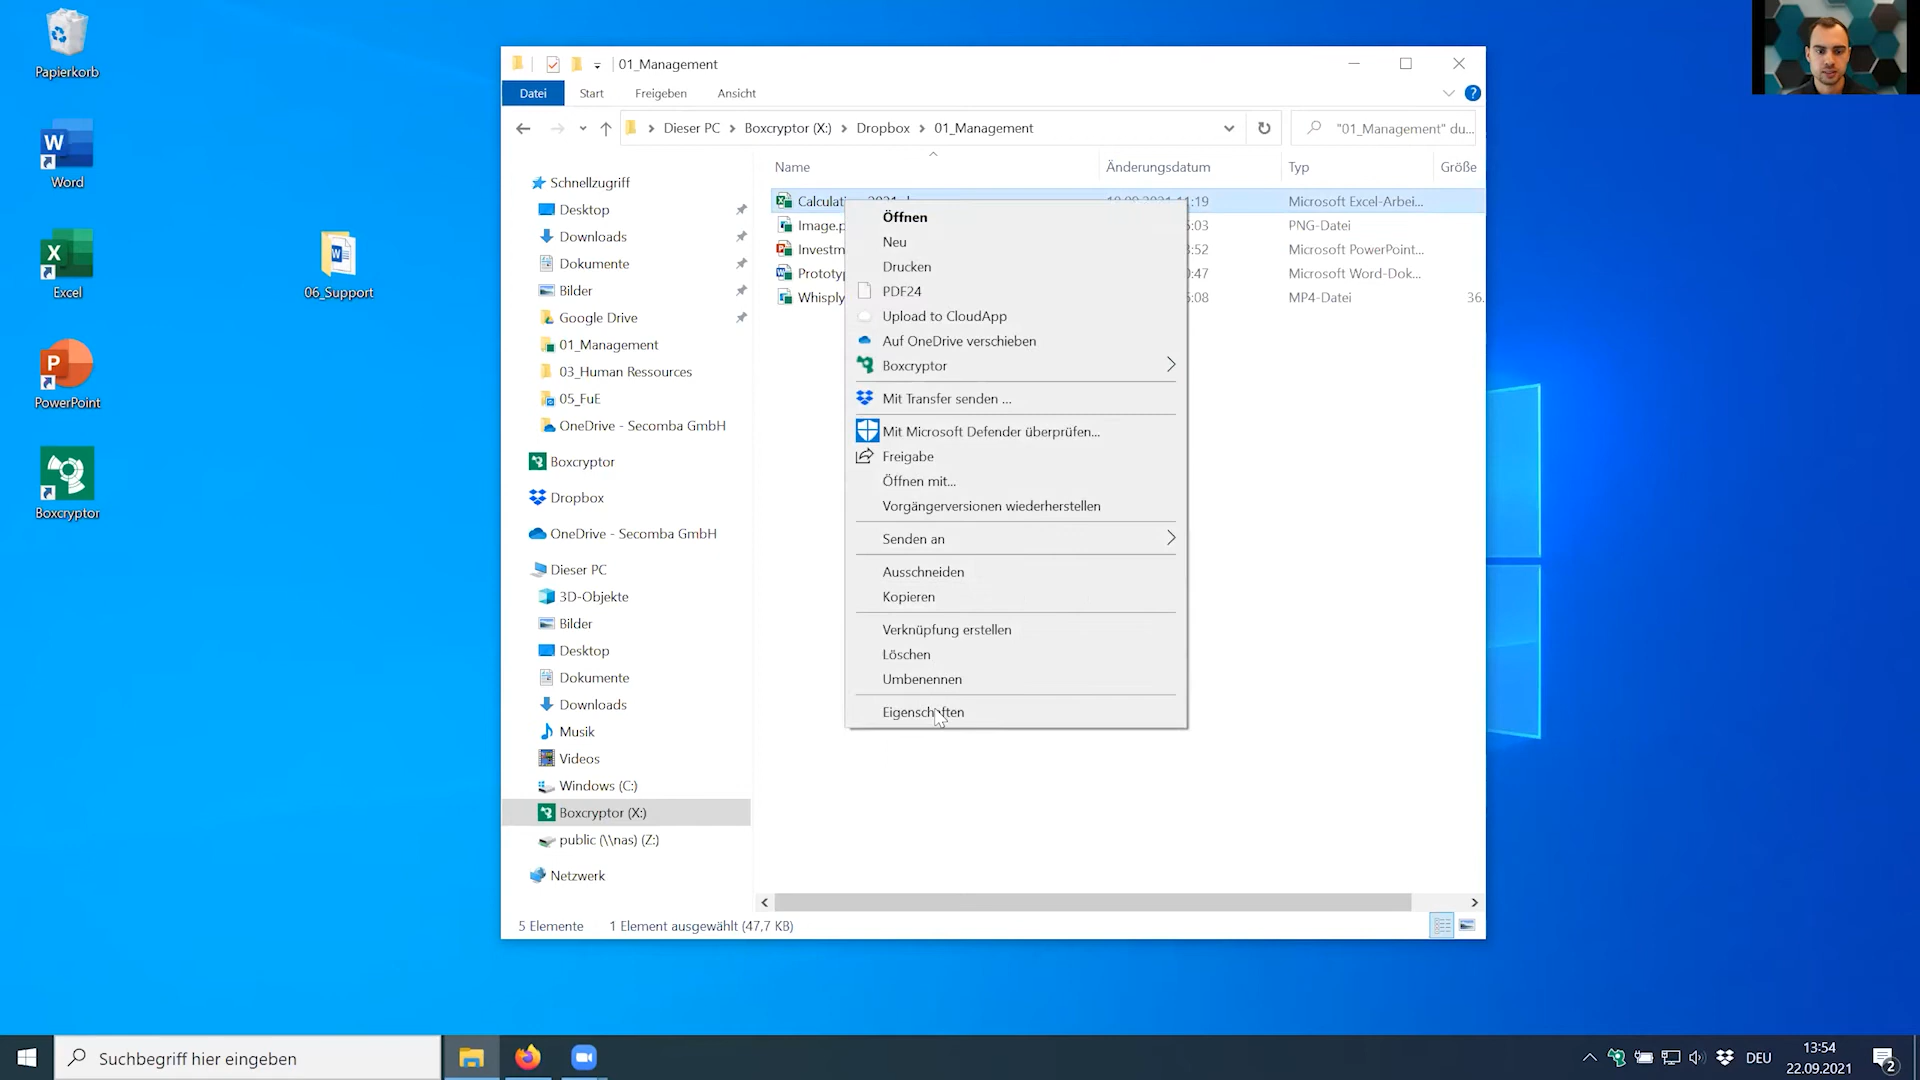 Papierkorb
Word
Excel
PowerPoint
Boxcryptor
06_Support
01_Management
Datei
Start
Freigeben
Ansicht
Dieser PC
Boxcryptor (X:)
Dropbox
01_Management
"01_Management" du...
Name
Änderungsdatum
Typ
Größe
Schnellzugriff
Desktop
Downloads
Dokumente
Bilder
Google Drive
01_Management
03_Human Ressources
05_FuE
OneDrive - Secomba GmbH
Boxcryptor
Dropbox
OneDrive - Secomba GmbH
Dieser PC
3D-Objekte
Bilder
Desktop
Dokumente
Downloads
Musik
Videos
Windows (C:)
Boxcryptor (X:)
public (\\nas) (Z:)
Netzwerk
Microsoft Excel-Arbei...
Image.p
5:03
PNG-Datei
Investm
Microsoft PowerPoint...
Prototyp
Microsoft Word-Dok...
Whisply
MP4-Datei
36.
Öffnen
Neu
Drucken
PDF24
Upload to CloudApp
Auf OneDrive verschieben
Boxcryptor
Mit Transfer senden ...
Mit Microsoft Defender überprüfen...
Freigabe
Öffnen mit...
Vorgängerversionen wiederherstellen
Senden an
Ausschneiden
Kopieren
Verknüpfung erstellen
Löschen
Umbenennen
Eigenschaften
5 Elemente
1 Element ausgewählt (47,7 KB)
Suchbegriff hier eingeben
DEU
13:54
22.09.2021
2